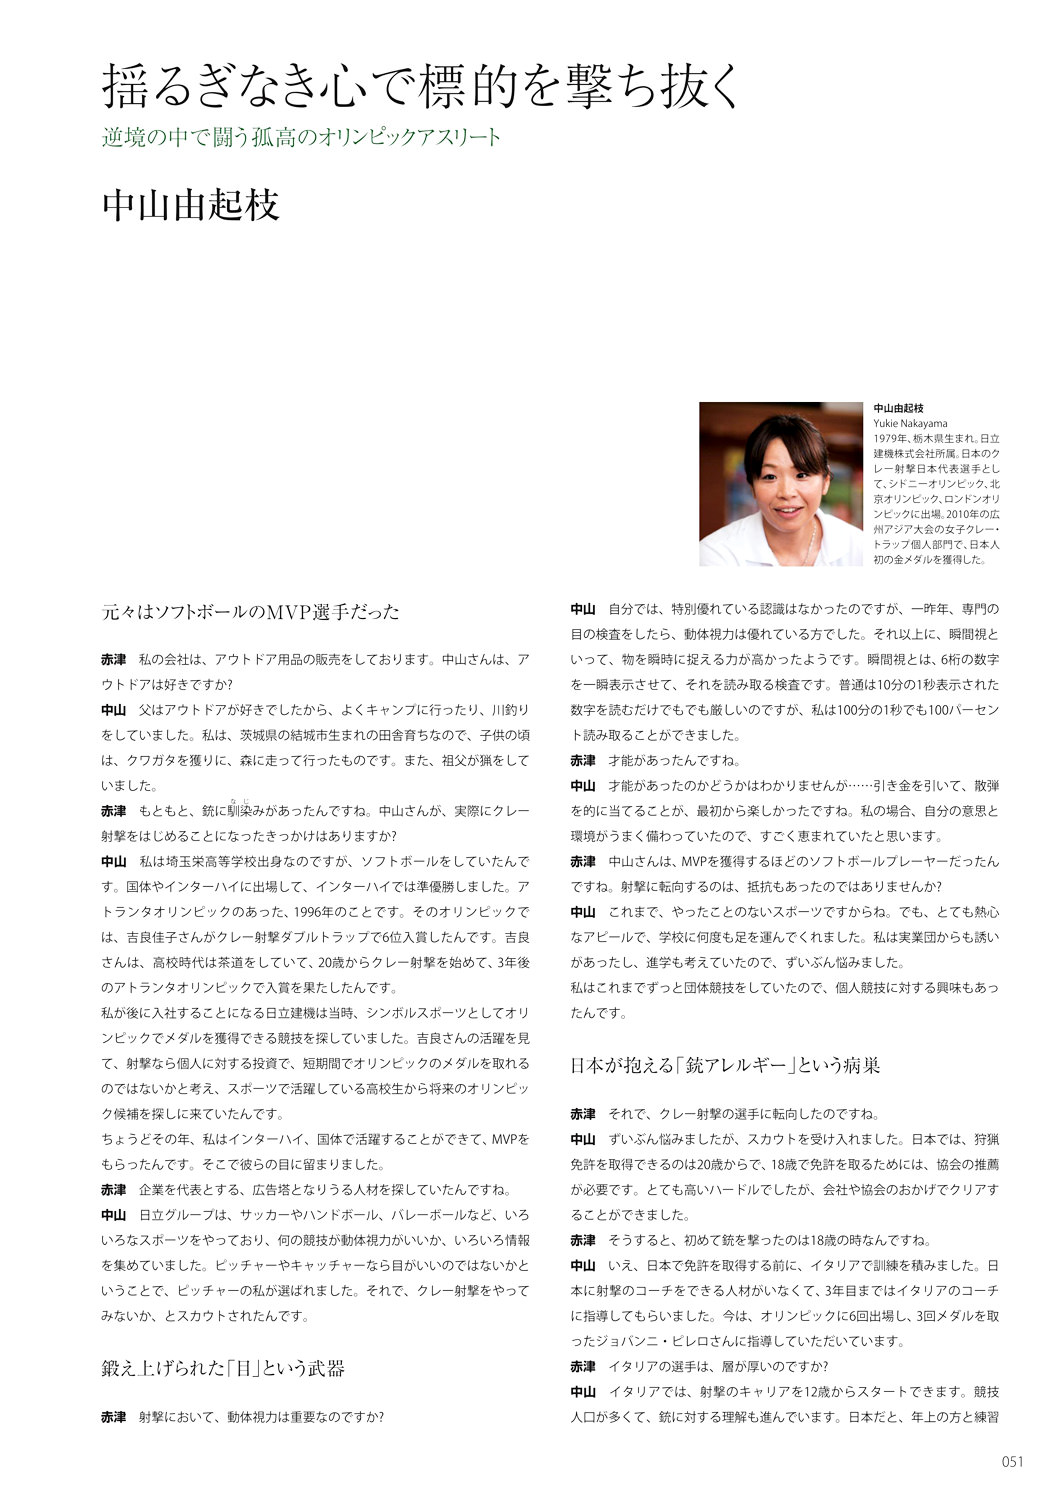 揺るぎなき心で標的を撃ち抜く
逆境の中で闘う孤高のオリンピックアスリート
中山由起枝
中山由起枝
Yukie Nakayama
1979年、栃木県生まれ。日立
建機株式会社所属。日本のク
レー射撃日本代表選手とし
て、シドニーオリンピック、北
京オリンピック、ロンドンオリ
ンピックに出場。2010年の広
州アジア大会の女子クレー・
トラップ個人部門で、日本人
初の金メダルを獲得した。
元々はソフトボールのMVP選手だった
赤津　私の会社は、アウトドア用品の販売をしております。中山さんは、ア
ウトドアは好きですか?
中山　父はアウトドアが好きでしたから、よくキャンプに行ったり、川釣り
をしていました。私は、茨城県の結城市生まれの田舎育ちなので、子供の頃
は、クワガタを獲りに、森に走って行ったものです。また、祖父が猟をして
いました。
赤津　もともと、銃に馴染みがあったんですね。中山さんが、実際にクレー
射撃をはじめることになったきっかけはありますか?
中山　私は埼玉栄高等学校出身なのですが、ソフトボールをしていたんで
す。国体やインターハイに出場して、インターハイでは準優勝しました。ア
トランタオリンピックのあった、1996年のことです。そのオリンピックで
は、吉良佳子さんがクレー射撃ダブルトラップで6位入賞したんです。吉良
さんは、高校時代は茶道をしていて、20歳からクレー射撃を始めて、3年後
のアトランタオリンピックで入賞を果たしたんです。
私が後に入社することになる日立建機は当時、シンボルスポーツとしてオリ
ンピックでメダルを獲得できる競技を探していました。吉良さんの活躍を見
て、射撃なら個人に対する投資で、短期間でオリンピックのメダルを取れる
のではないかと考え、スポーツで活躍している高校生から将来のオリンピッ
ク候補を探しに来ていたんです。
ちょうどその年、私はインターハイ、国体で活躍することができて、MVPを
もらったんです。そこで彼らの目に留まりました。
赤津　企業を代表とする、広告塔となりうる人材を探していたんですね。
中山　日立グループは、サッカーやハンドボール、バレーボールなど、いろ
いろなスポーツをやっており、何の競技が動体視力がいいか、いろいろ情報
を集めていました。ピッチャーやキャッチャーなら目がいいのではないかと
いうことで、ピッチャーの私が選ばれました。それで、クレー射撃をやって
みないか、とスカウトされたんです。
鍛え上げられた「目」という武器
赤津　射撃において、動体視力は重要なのですか?
中山　自分では、特別優れている認識はなかったのですが、一昨年、専門の
目の検査をしたら、動体視力は優れている方でした。それ以上に、瞬間視と
いって、物を瞬時に捉える力が高かったようです。瞬間視とは、6桁の数字
を一瞬表示させて、それを読み取る検査です。普通は10分の1秒表示された
数字を読むだけでもでも厳しいのですが、私は100分の1秒でも100パーセン
ト読み取ることができました。
赤津　才能があったんですね。
中山　才能があったのかどうかはわかりませんが……引き金を引いて、散弾
を的に当てることが、最初から楽しかったですね。私の場合、自分の意思と
環境がうまく備わっていたので、すごく恵まれていたと思います。
赤津　中山さんは、MVPを獲得するほどのソフトボールプレーヤーだったん
ですね。射撃に転向するのは、抵抗もあったのではありませんか?
中山　これまで、やったことのないスポーツですからね。でも、とても熱心
なアピールで、学校に何度も足を運んでくれました。私は実業団からも誘い
があったし、進学も考えていたので、ずいぶん悩みました。
私はこれまでずっと団体競技をしていたので、個人競技に対する興味もあっ
たんです。
日本が抱える「銃アレルギー」という病巣
赤津　それで、クレー射撃の選手に転向したのですね。
中山　ずいぶん悩みましたが、スカウトを受け入れました。日本では、狩猟
免許を取得できるのは20歳からで、18歳で免許を取るためには、協会の推薦
が必要です。とても高いハードルでしたが、会社や協会のおかげでクリアす
ることができました。
赤津　そうすると、初めて銃を撃ったのは18歳の時なんですね。
中山　いえ、日本で免許を取得する前に、イタリアで訓練を積みました。日
本に射撃のコーチをできる人材がいなくて、3年目まではイタリアのコーチ
に指導してもらいました。今は、オリンピックに6回出場し、3回メダルを取
ったジョバンニ・ピレロさんに指導していただいています。
赤津　イタリアの選手は、層が厚いのですか?
中山　イタリアでは、射撃のキャリアを12歳からスタートできます。競技
人口が多くて、銃に対する理解も進んでいます。日本だと、年上の方と練習
051